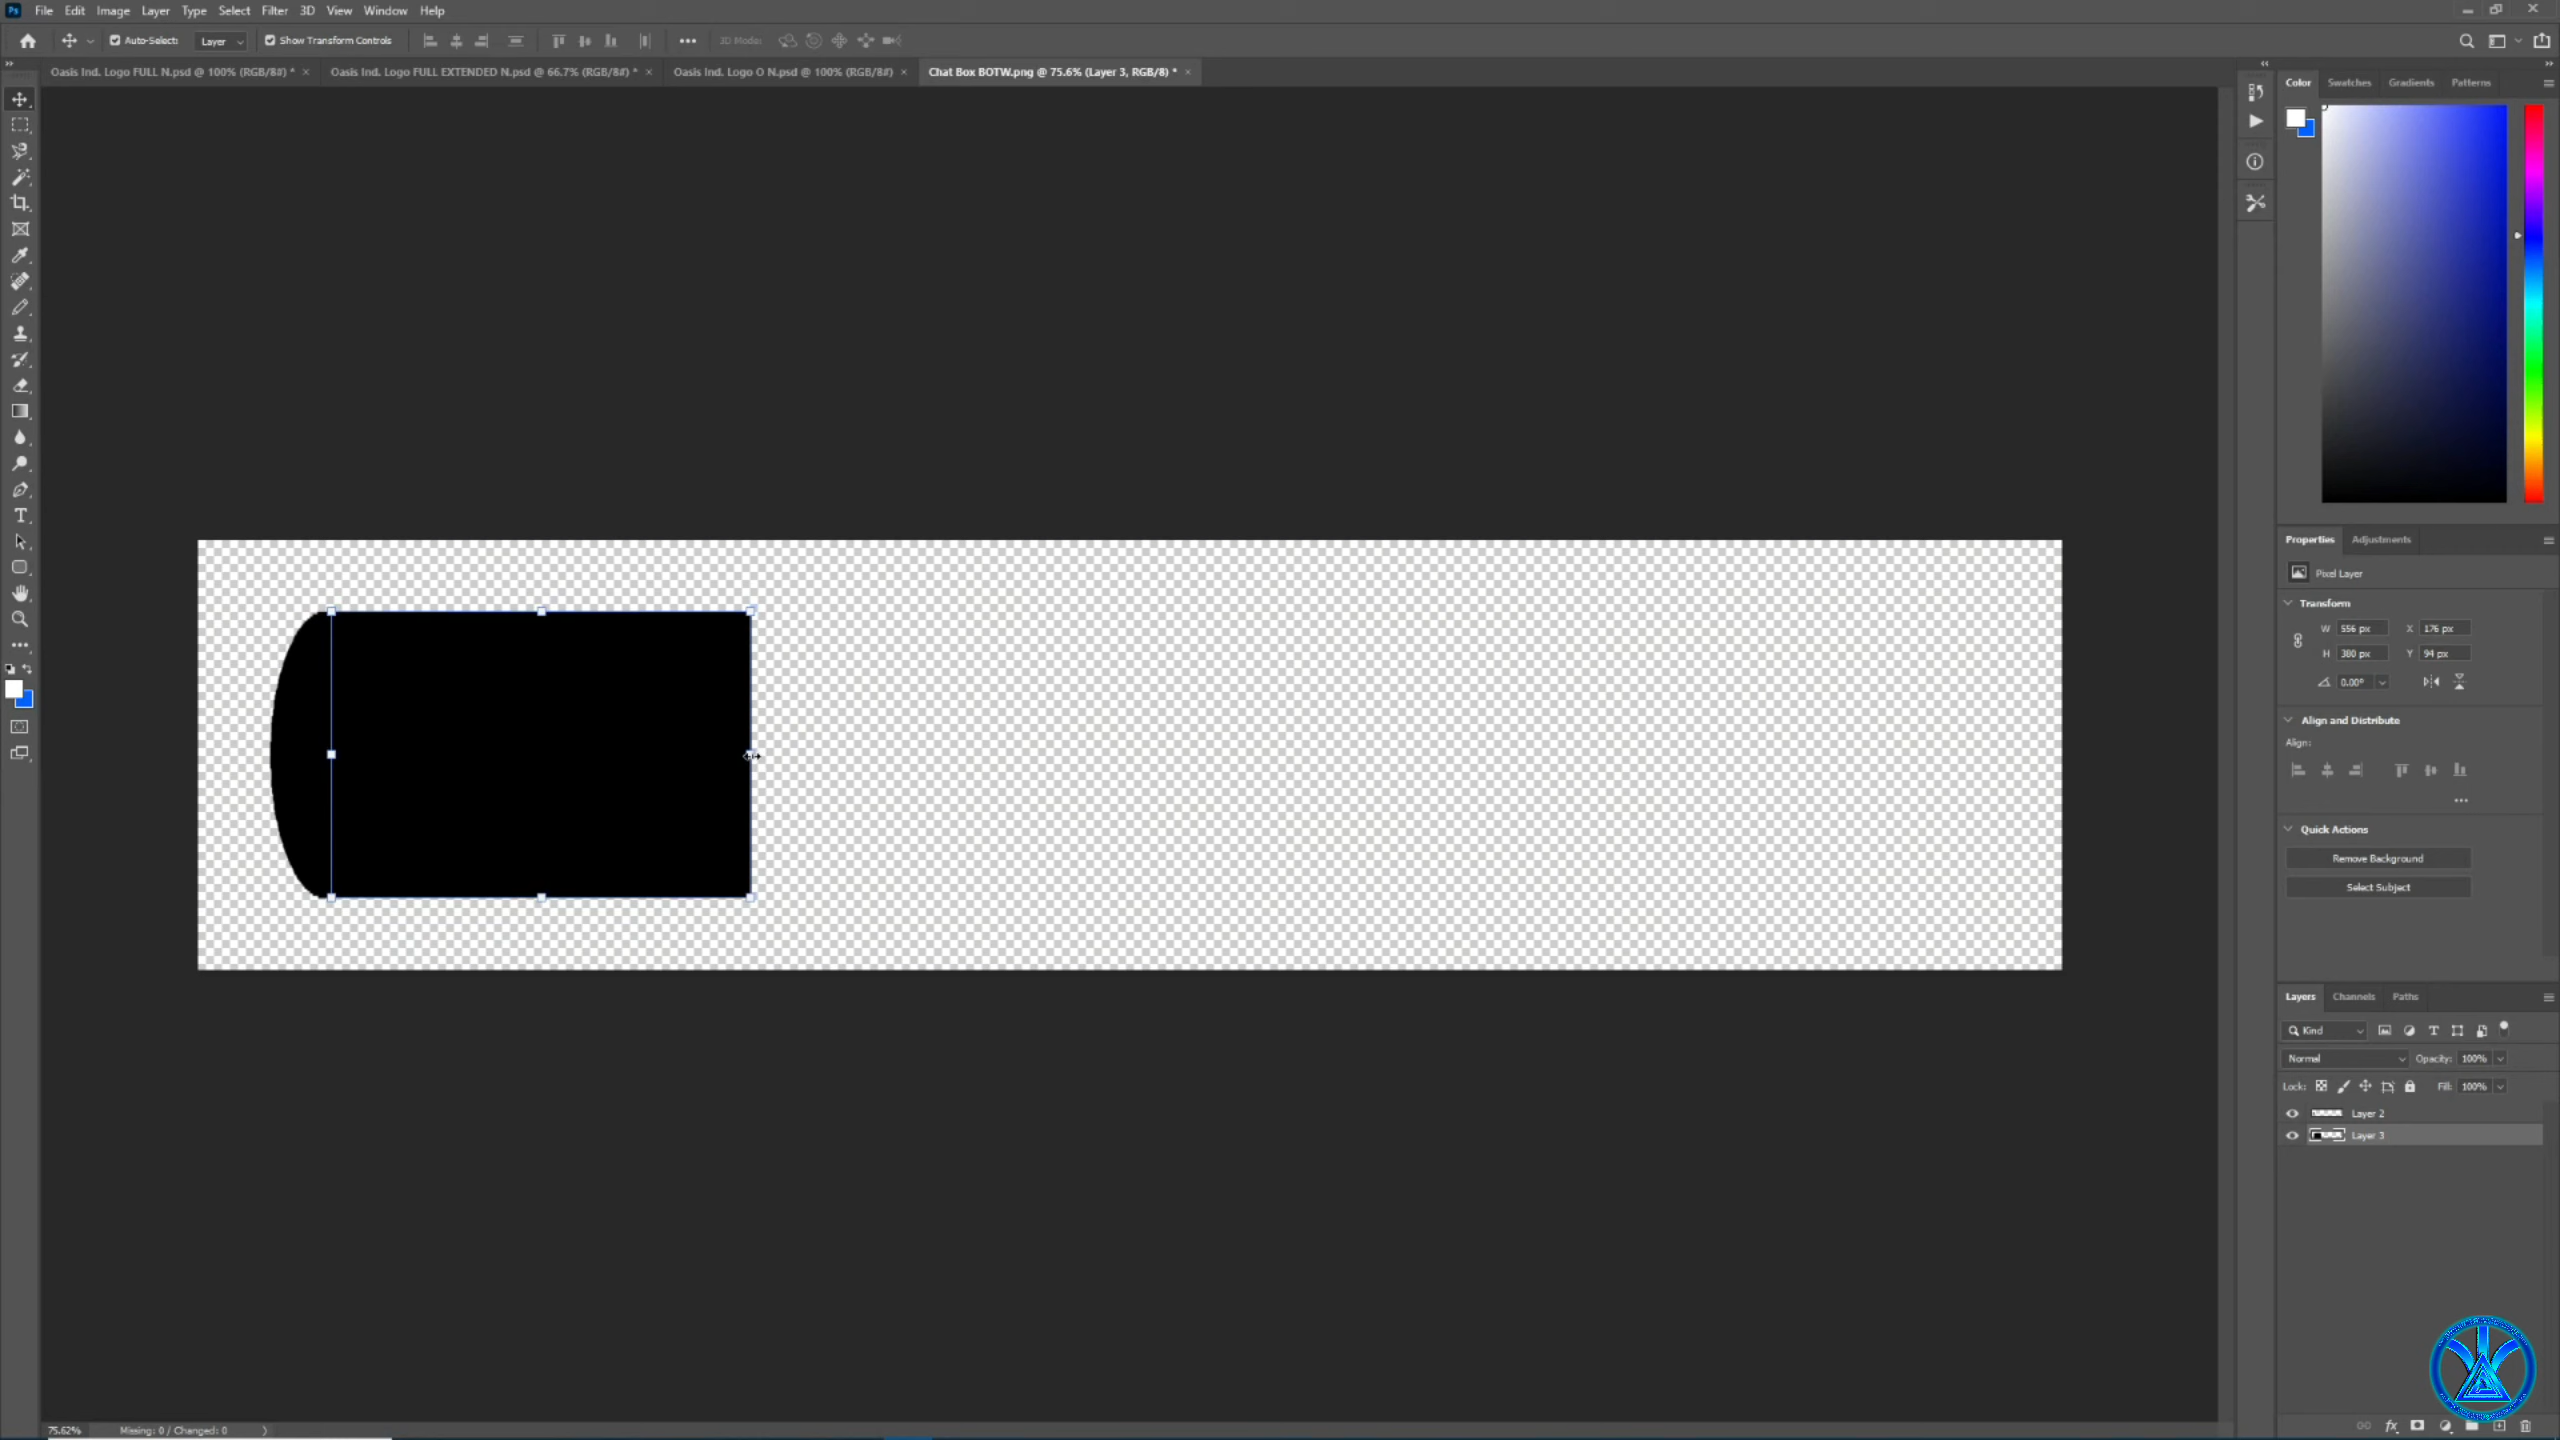 Ps File Edit Image Layer Type Select Filter 3D View Window Help
Auto-Select: Layer Show Transform Controls 3D Mode:
Oasis Ind. Logo FULL N.psd @ 100% (RGB/8#) * × Oasis Ind. Logo FULL EXTENDED N.psd @ 66.7% (RGB/8#) * × Oasis Ind. Logo O N.psd @ 100% (RGB/8#) × Chat Box BOTW.png @ 75.6% (Layer 3, RGB/8) * ×
Color Swatches Gradients Patterns
Properties Adjustments
Pixel Layer
Transform
W 556 px X 176 px
H 380 px Y 94 px
0.00°
Align and Distribute
Align:
Quick Actions
Remove Background
Select Subject
Layers Channels Paths
Kind
Normal Opacity: 100%
Lock: Fill: 100%
Layer 2
Layer 3
75.62% Missing: 0 / Changed: 0